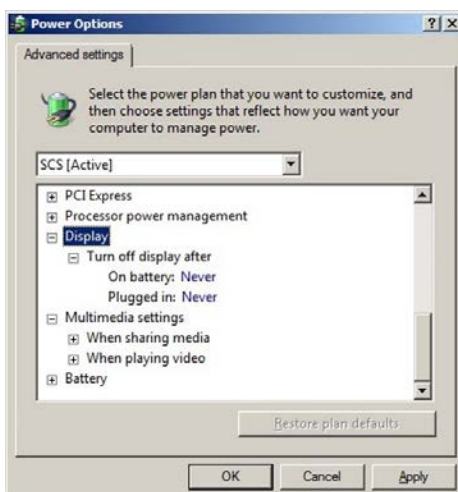 Power Options
Advanced settings
Select the power plan that you want to customize, and
then choose settings that reflect how you want your
computer to manage power.
SCS [Active]
PCI Express
Processor power management
Display
Turn off display after
On battery: Never
Plugged in: Never
Multimedia settings
When sharing media
When playing video
Battery
Restore plan defaults
OK Cancel Apply